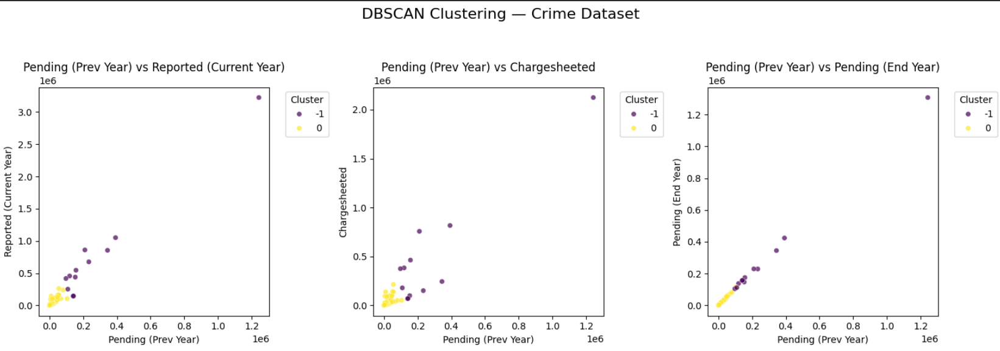 DBSCAN Clustering — Crime Dataset
Pending (Prev Year) vs Reported (Current Year)
1e6
Reported (Current Year)
3.0
2.5
2.0
1.5
1.0
0.5
0.0
0.0 0.2 0.4 0.6 0.8 1.0 1.2
1e6
Pending (Prev Year)
Cluster
-1
0
Pending (Prev Year) vs Chargesheeted
1e6
Chargesheeted
2.0
1.5
1.0
0.5
0.0
0.0 0.2 0.4 0.6 0.8 1.0 1.2
1e6
Pending (Prev Year)
Cluster
-1
0
Pending (Prev Year) vs Pending (End Year)
1e6
Pending (End Year)
1.2
1.0
0.8
0.6
0.4
0.2
0.0
0.0 0.2 0.4 0.6 0.8 1.0 1.2
1e6
Pending (Prev Year)
Cluster
-1
0